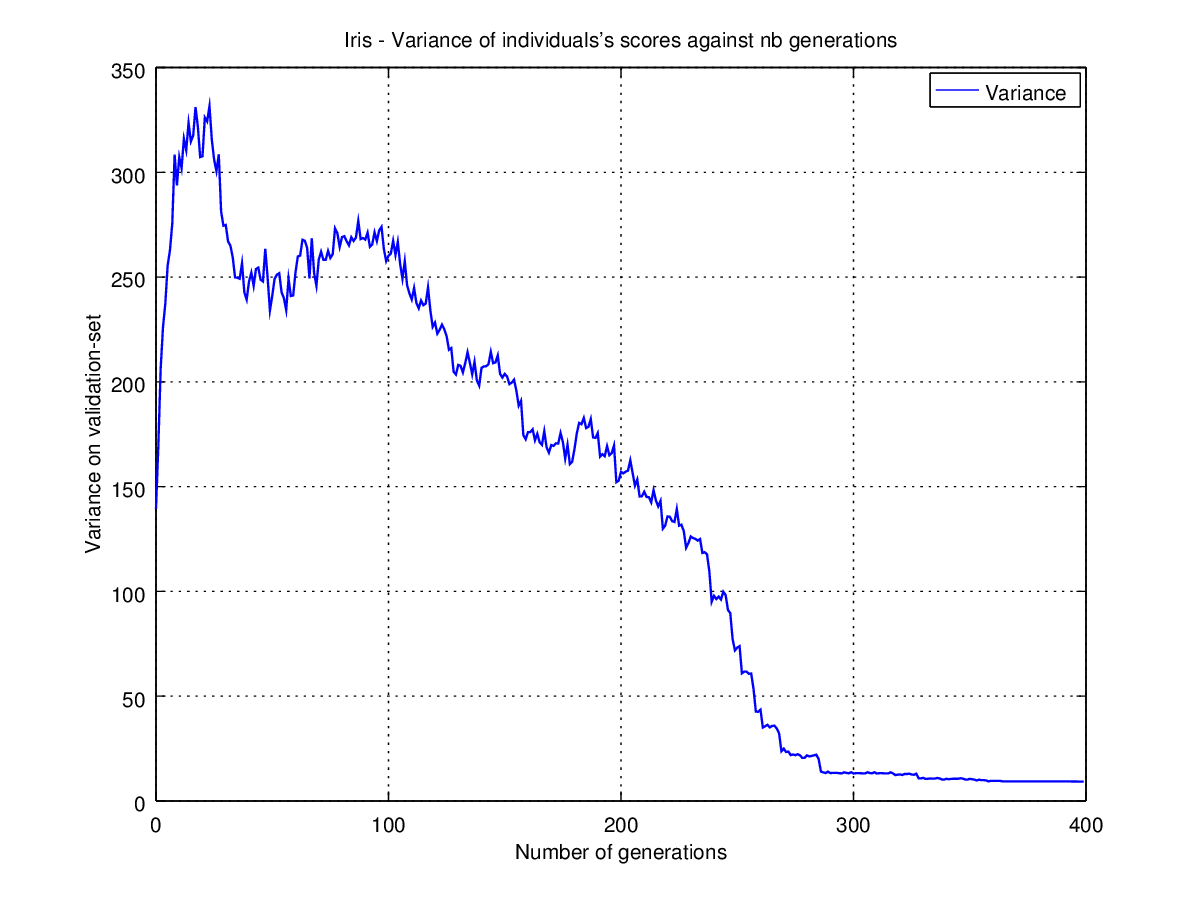 Iris - Variance of individuals's scores against nb generations
350
300
250
200
150
100
50
0
Variance on validation-set
Variance
0 100 200 300 400
Number of generations